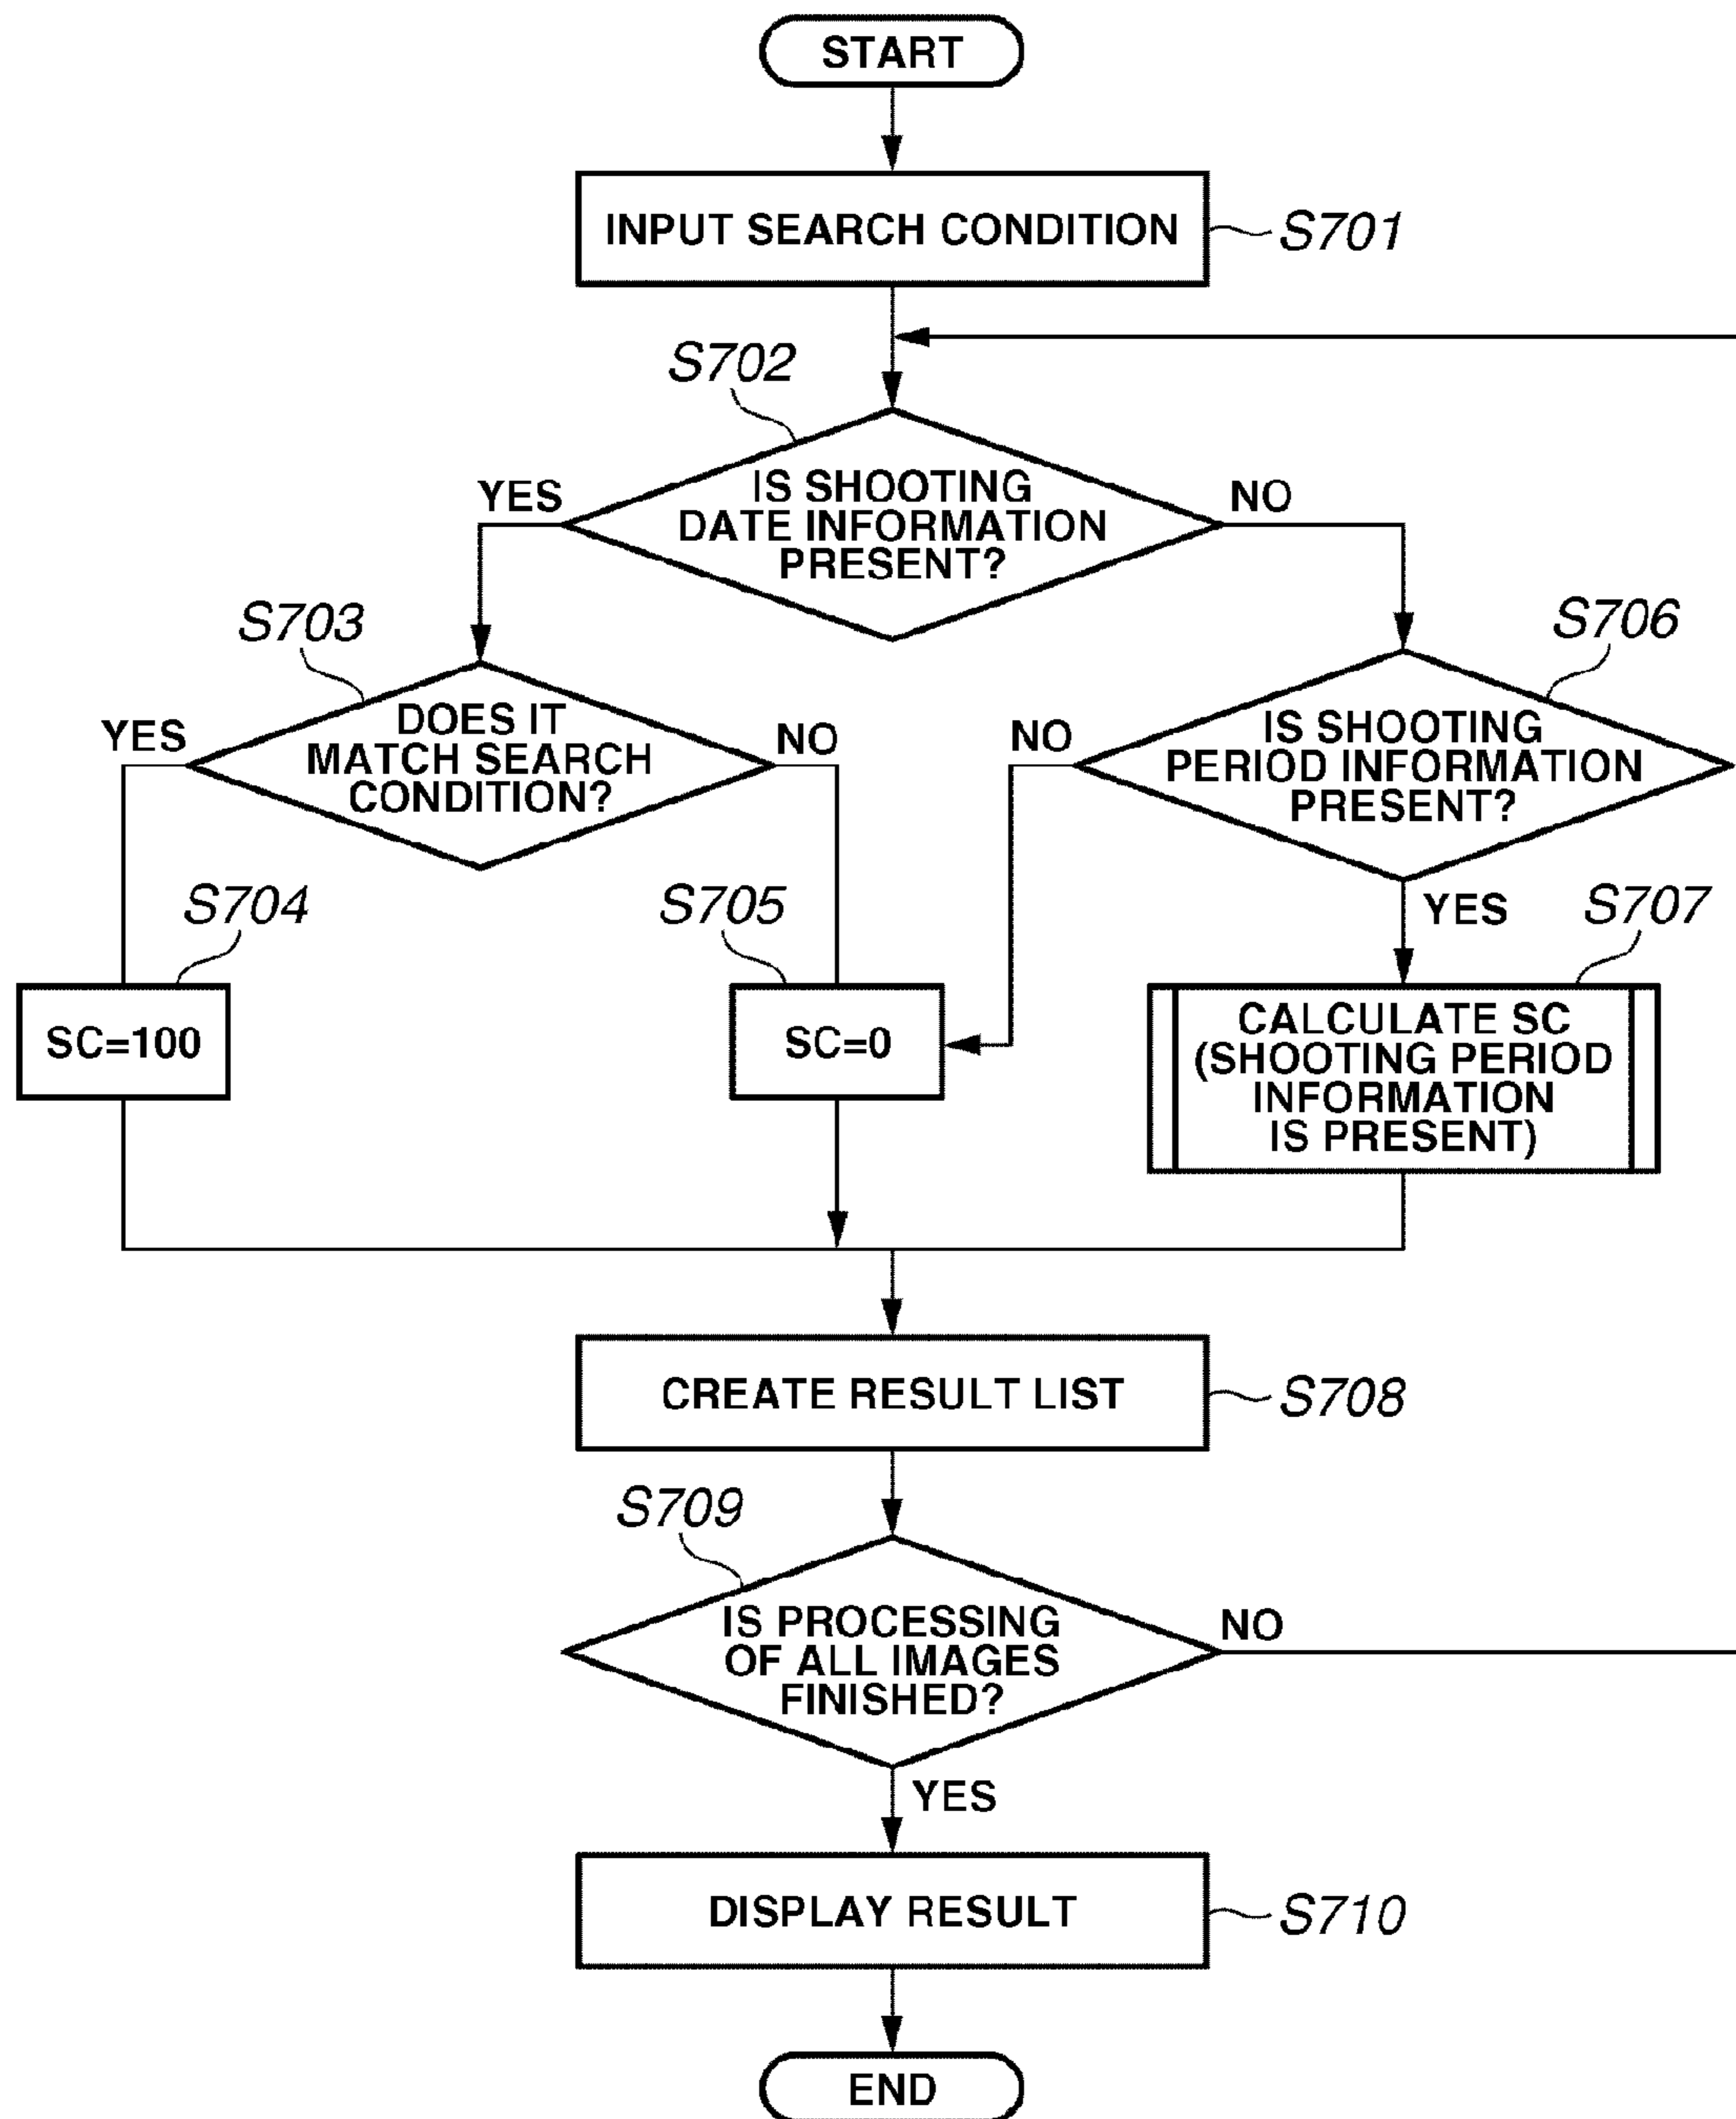 START
INPUT SEARCH CONDITION
S701
S702
YES
IS SHOOTING
DATE INFORMATION
PRESENT?
NO
S703
YES
DOES IT
MATCH SEARCH
CONDITION?
NO
S706
NO
IS SHOOTING
PERIOD INFORMATION
PRESENT?
YES
S704
SC=100
S705
SC=0
S707
CALCULATE SC
(SHOOTING PERIOD
INFORMATION
IS PRESENT)
CREATE RESULT LIST
S708
S709
IS PROCESSING
OF ALL IMAGES
FINISHED?
NO
YES
DISPLAY RESULT
S710
END